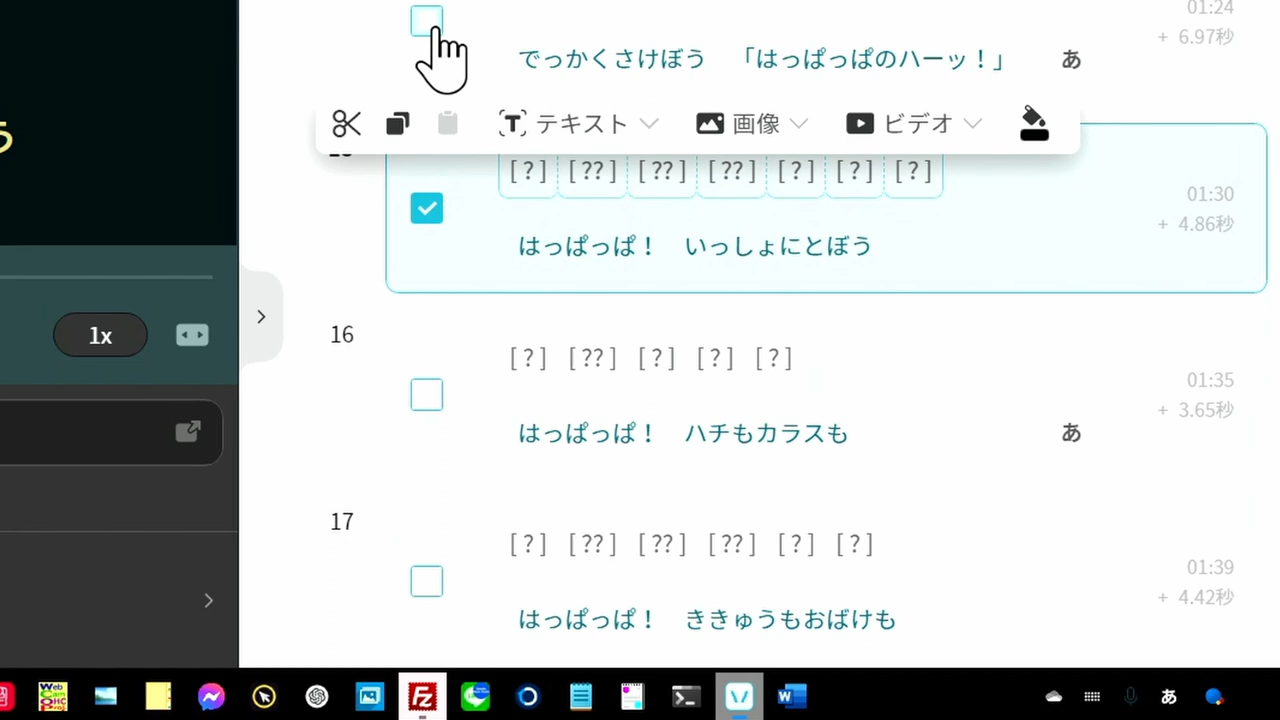 01:24
+ 6.97秒
でっかくさけぼう 「はっぱっぱのハーッ！」 あ
う
テキスト 画像 ビデオ
[?] [??] [??] [??] [?] [?] [?]
01:30
+ 4.86秒
はっぱっぱ！ いっしょにとぼう
1x
16
[?] [??] [?] [?] [?]
01:35
+ 3.65秒
はっぱっぱ！ ハチもカラスも あ
17
[?] [??] [??] [??] [?] [?]
01:39
+ 4.42秒
はっぱっぱ！ ききゅうもおばけも
あ